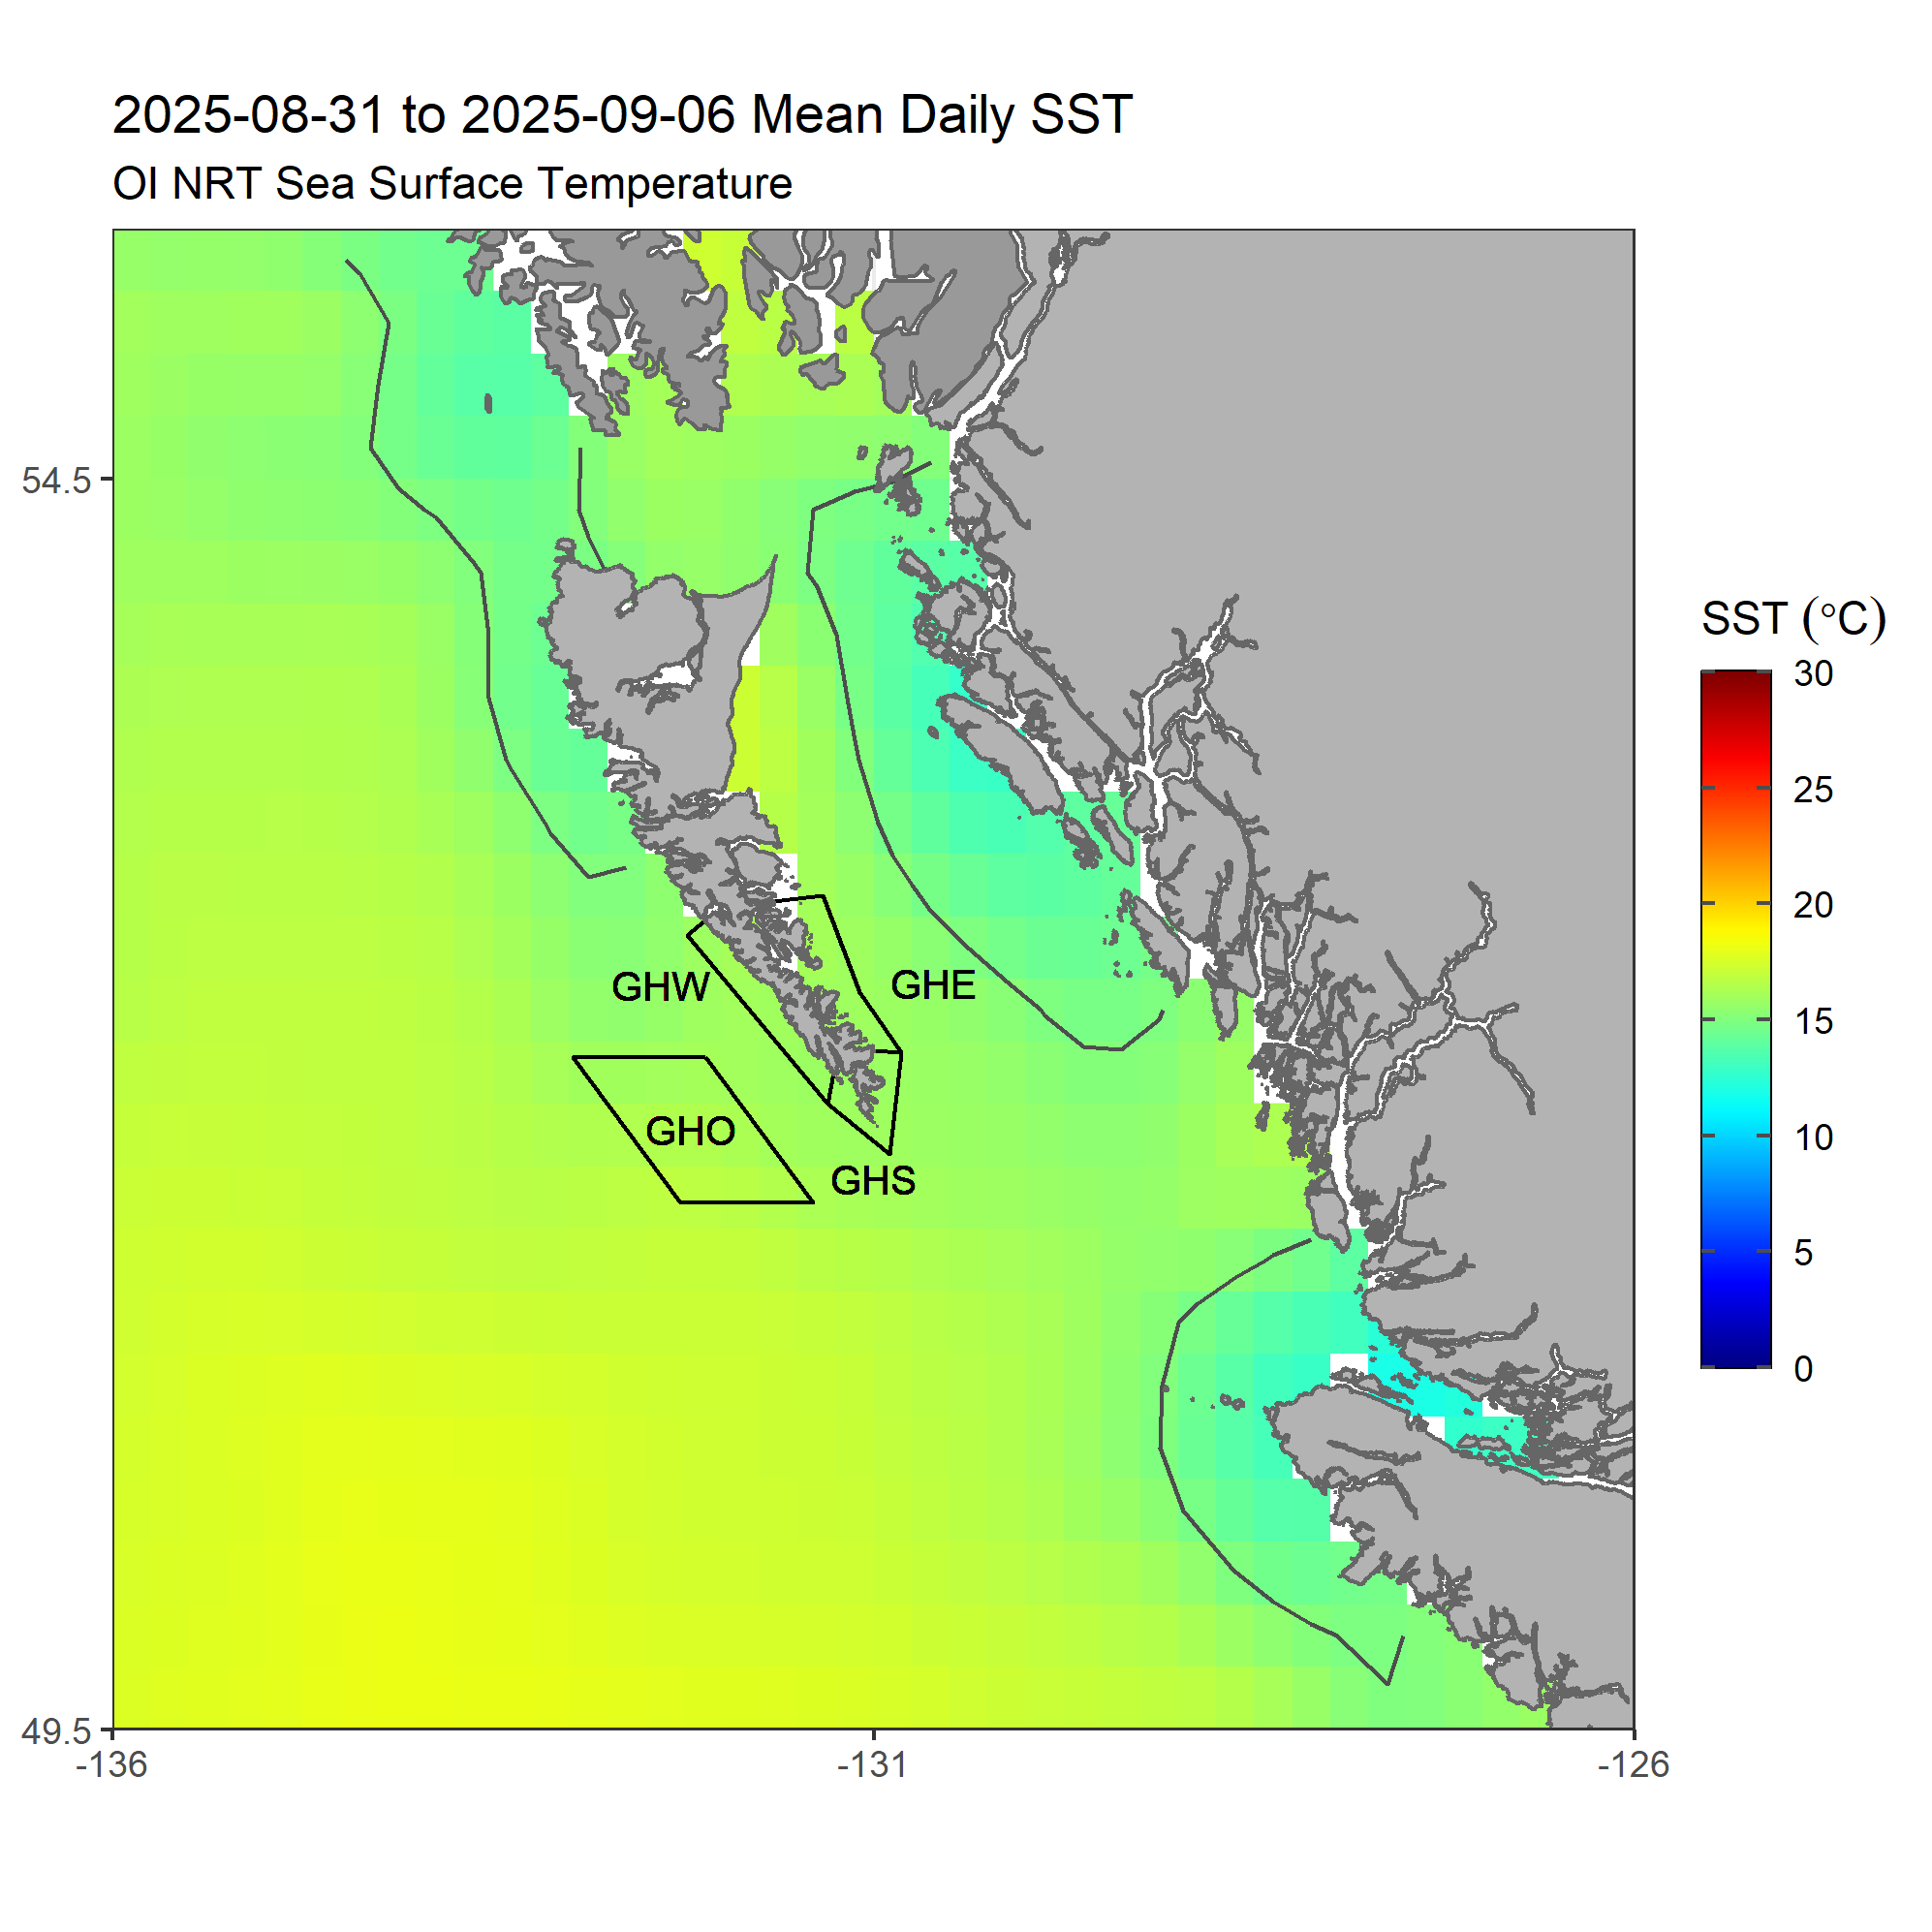 2025-08-31 to 2025-09-06 Mean Daily SST
OI NRT Sea Surface Temperature
54.5
49.5
-136
-131
-126
GHW
GHE
GHO
GHS
SST (°C)
30
25
20
15
10
5
0